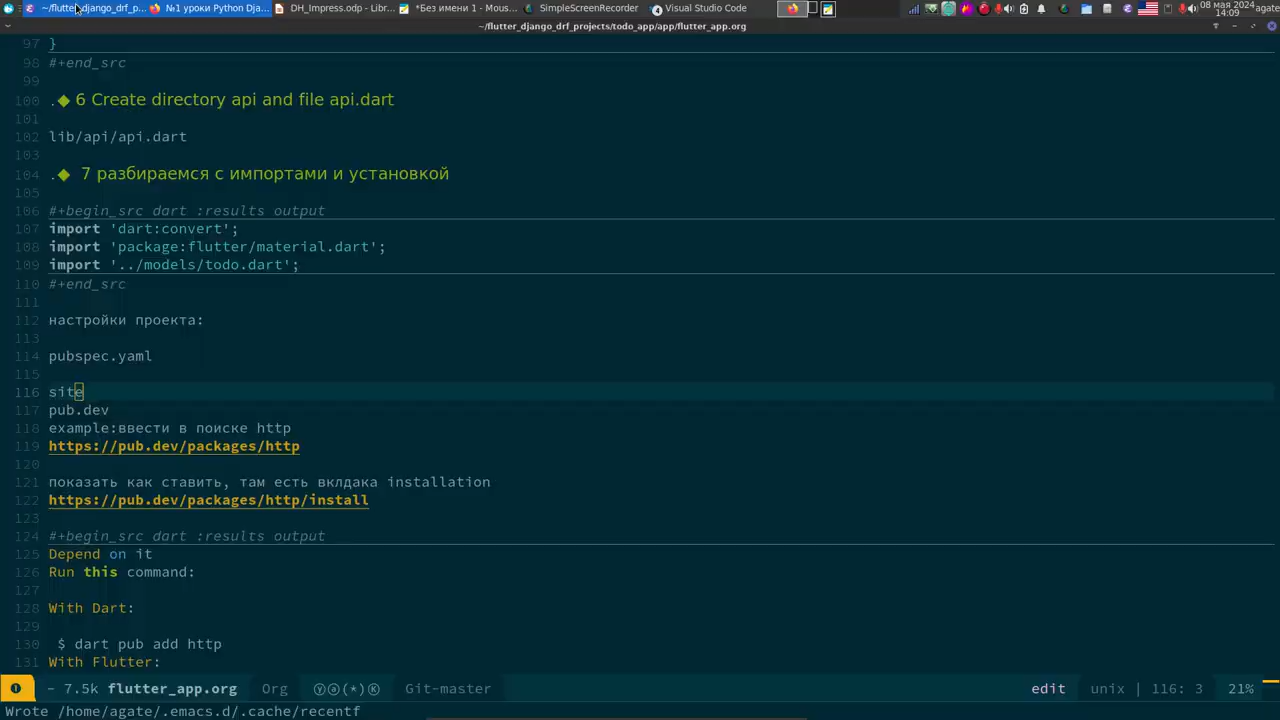 ~/flutter_django_drf_p... №1 уроки Python Dja... DH_Impress.odp - Libr... *Без имени 1 - Mous... SimpleScreenRecorder Visual Studio Code 08 мая 2024 agate
14:09
~/flutter_django_drf_projects/todo_app/app/flutter_app.org
97 }
98 #+end_src
99
100 .◆ 6 Create directory api and file api.dart
101
102 lib/api/api.dart
103
104 .◆ 7 разбираемся с импортами и установкой
105
106 #+begin_src dart :results output
107 import 'dart:convert';
108 import 'package:flutter/material.dart';
109 import '../models/todo.dart';
110 #+end_src
111
112 настройки проекта:
113
114 pubspec.yaml
115
116 site
117 pub.dev
118 example:ввести в поиске http
119 https://pub.dev/packages/http
120
121 показать как ставить, там есть вклдака installation
122 https://pub.dev/packages/http/install
123
124 #+begin_src dart :results output
125 Depend on it
126 Run this command:
127
128 With Dart:
129
130 $ dart pub add http
131 With Flutter:
- 7.5k flutter_app.org Org ⓨⓐ(*)Ⓚ Git-master edit unix | 116: 3 21%
Wrote /home/agate/.emacs.d/.cache/recentf